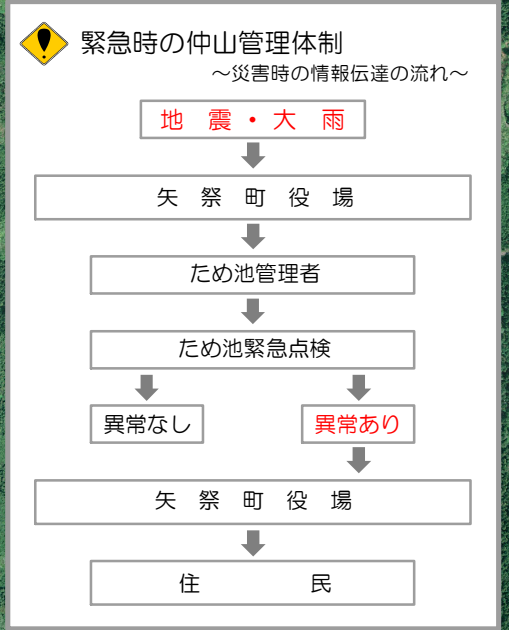 緊急時の仲山管理体制
～災害時の情報伝達の流れ～
地 震 ・ 大 雨
矢 祭 町 役 場
ため池管理者
ため池緊急点検
異常なし 異常あり
矢 祭 町 役 場
住 民